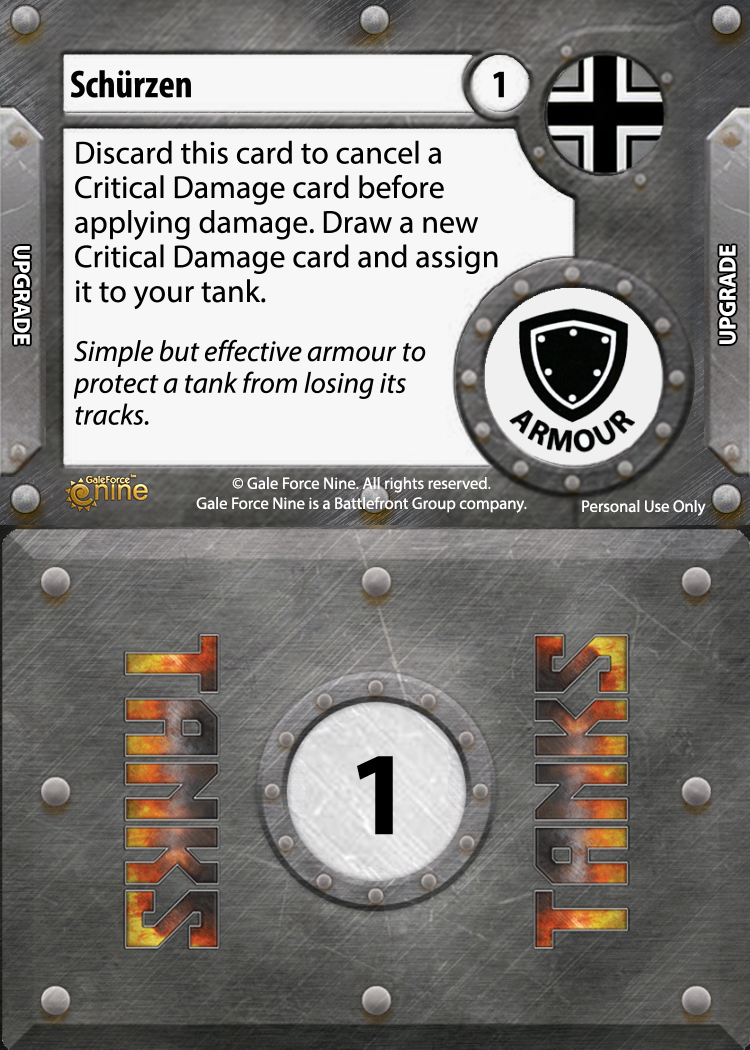 Schürzen
1
Discard this card to cancel a
Critical Damage card before
applying damage. Draw a new
Critical Damage card and assign
it to your tank.
Simple but effective armour to
protect a tank from losing its
tracks.
UPGRADE
UPGRADE
ARMOUR
GaleForce™
nine
© Gale Force Nine. All rights reserved.
Gale Force Nine is a Battlefront Group company.
Personal Use Only
TANKS
1
TANKS